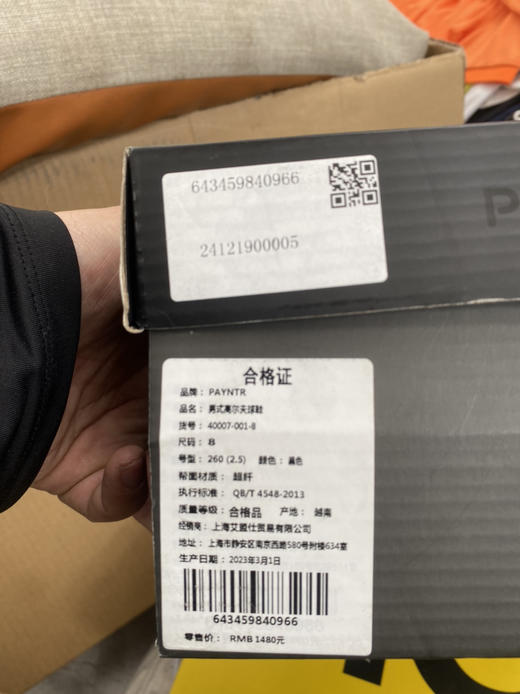 643459840966
24121900005
P
合格证
品牌： PAYNTR
品名： 男式高尔夫球鞋
货号： 40007-001-8
尺码： 8
号型： 260 (2.5) 颜色： 黑色
帮面材质： 超纤
执行标准： QB/T 4548-2013
质量等级： 合格品 产地： 越南
经销商： 上海艾盟仕贸易有限公司
地址： 上海市静安区南京西路580号附楼634室
生产日期： 2023年3月1日
643459840966
零售价： RMB 1480元